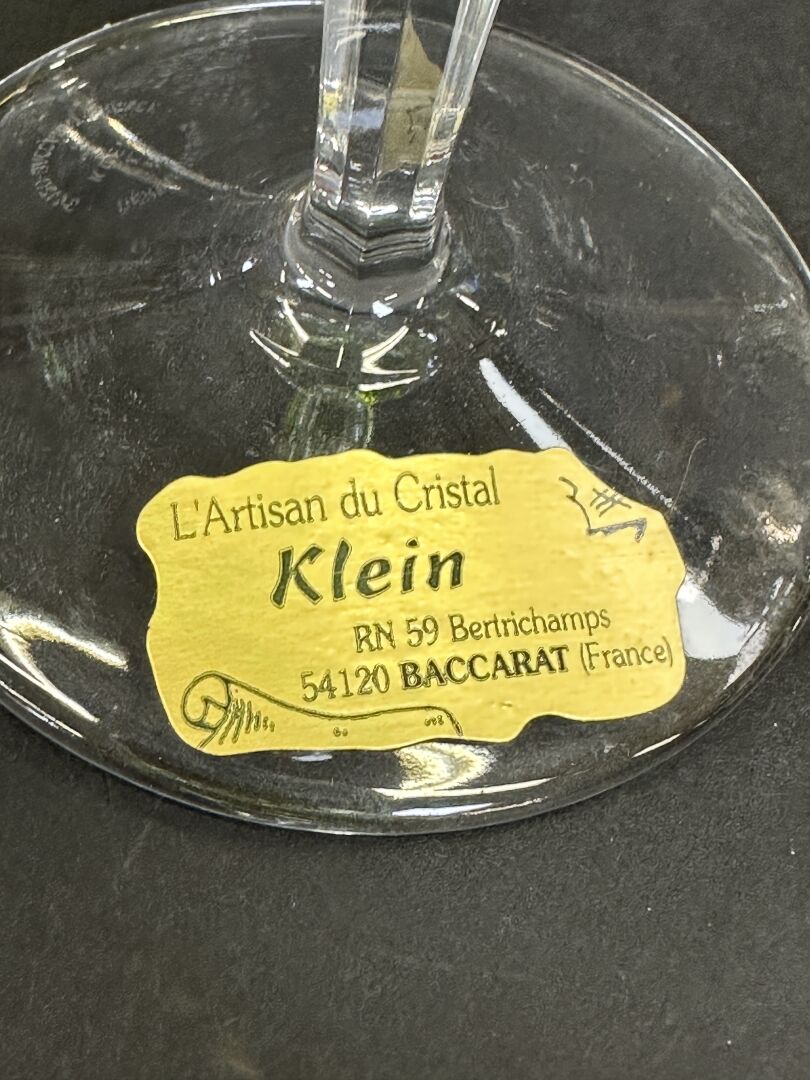 L'Artisan du Cristal
Klein
RN 59 Bertrichamps
54120 BACCARAT (France)